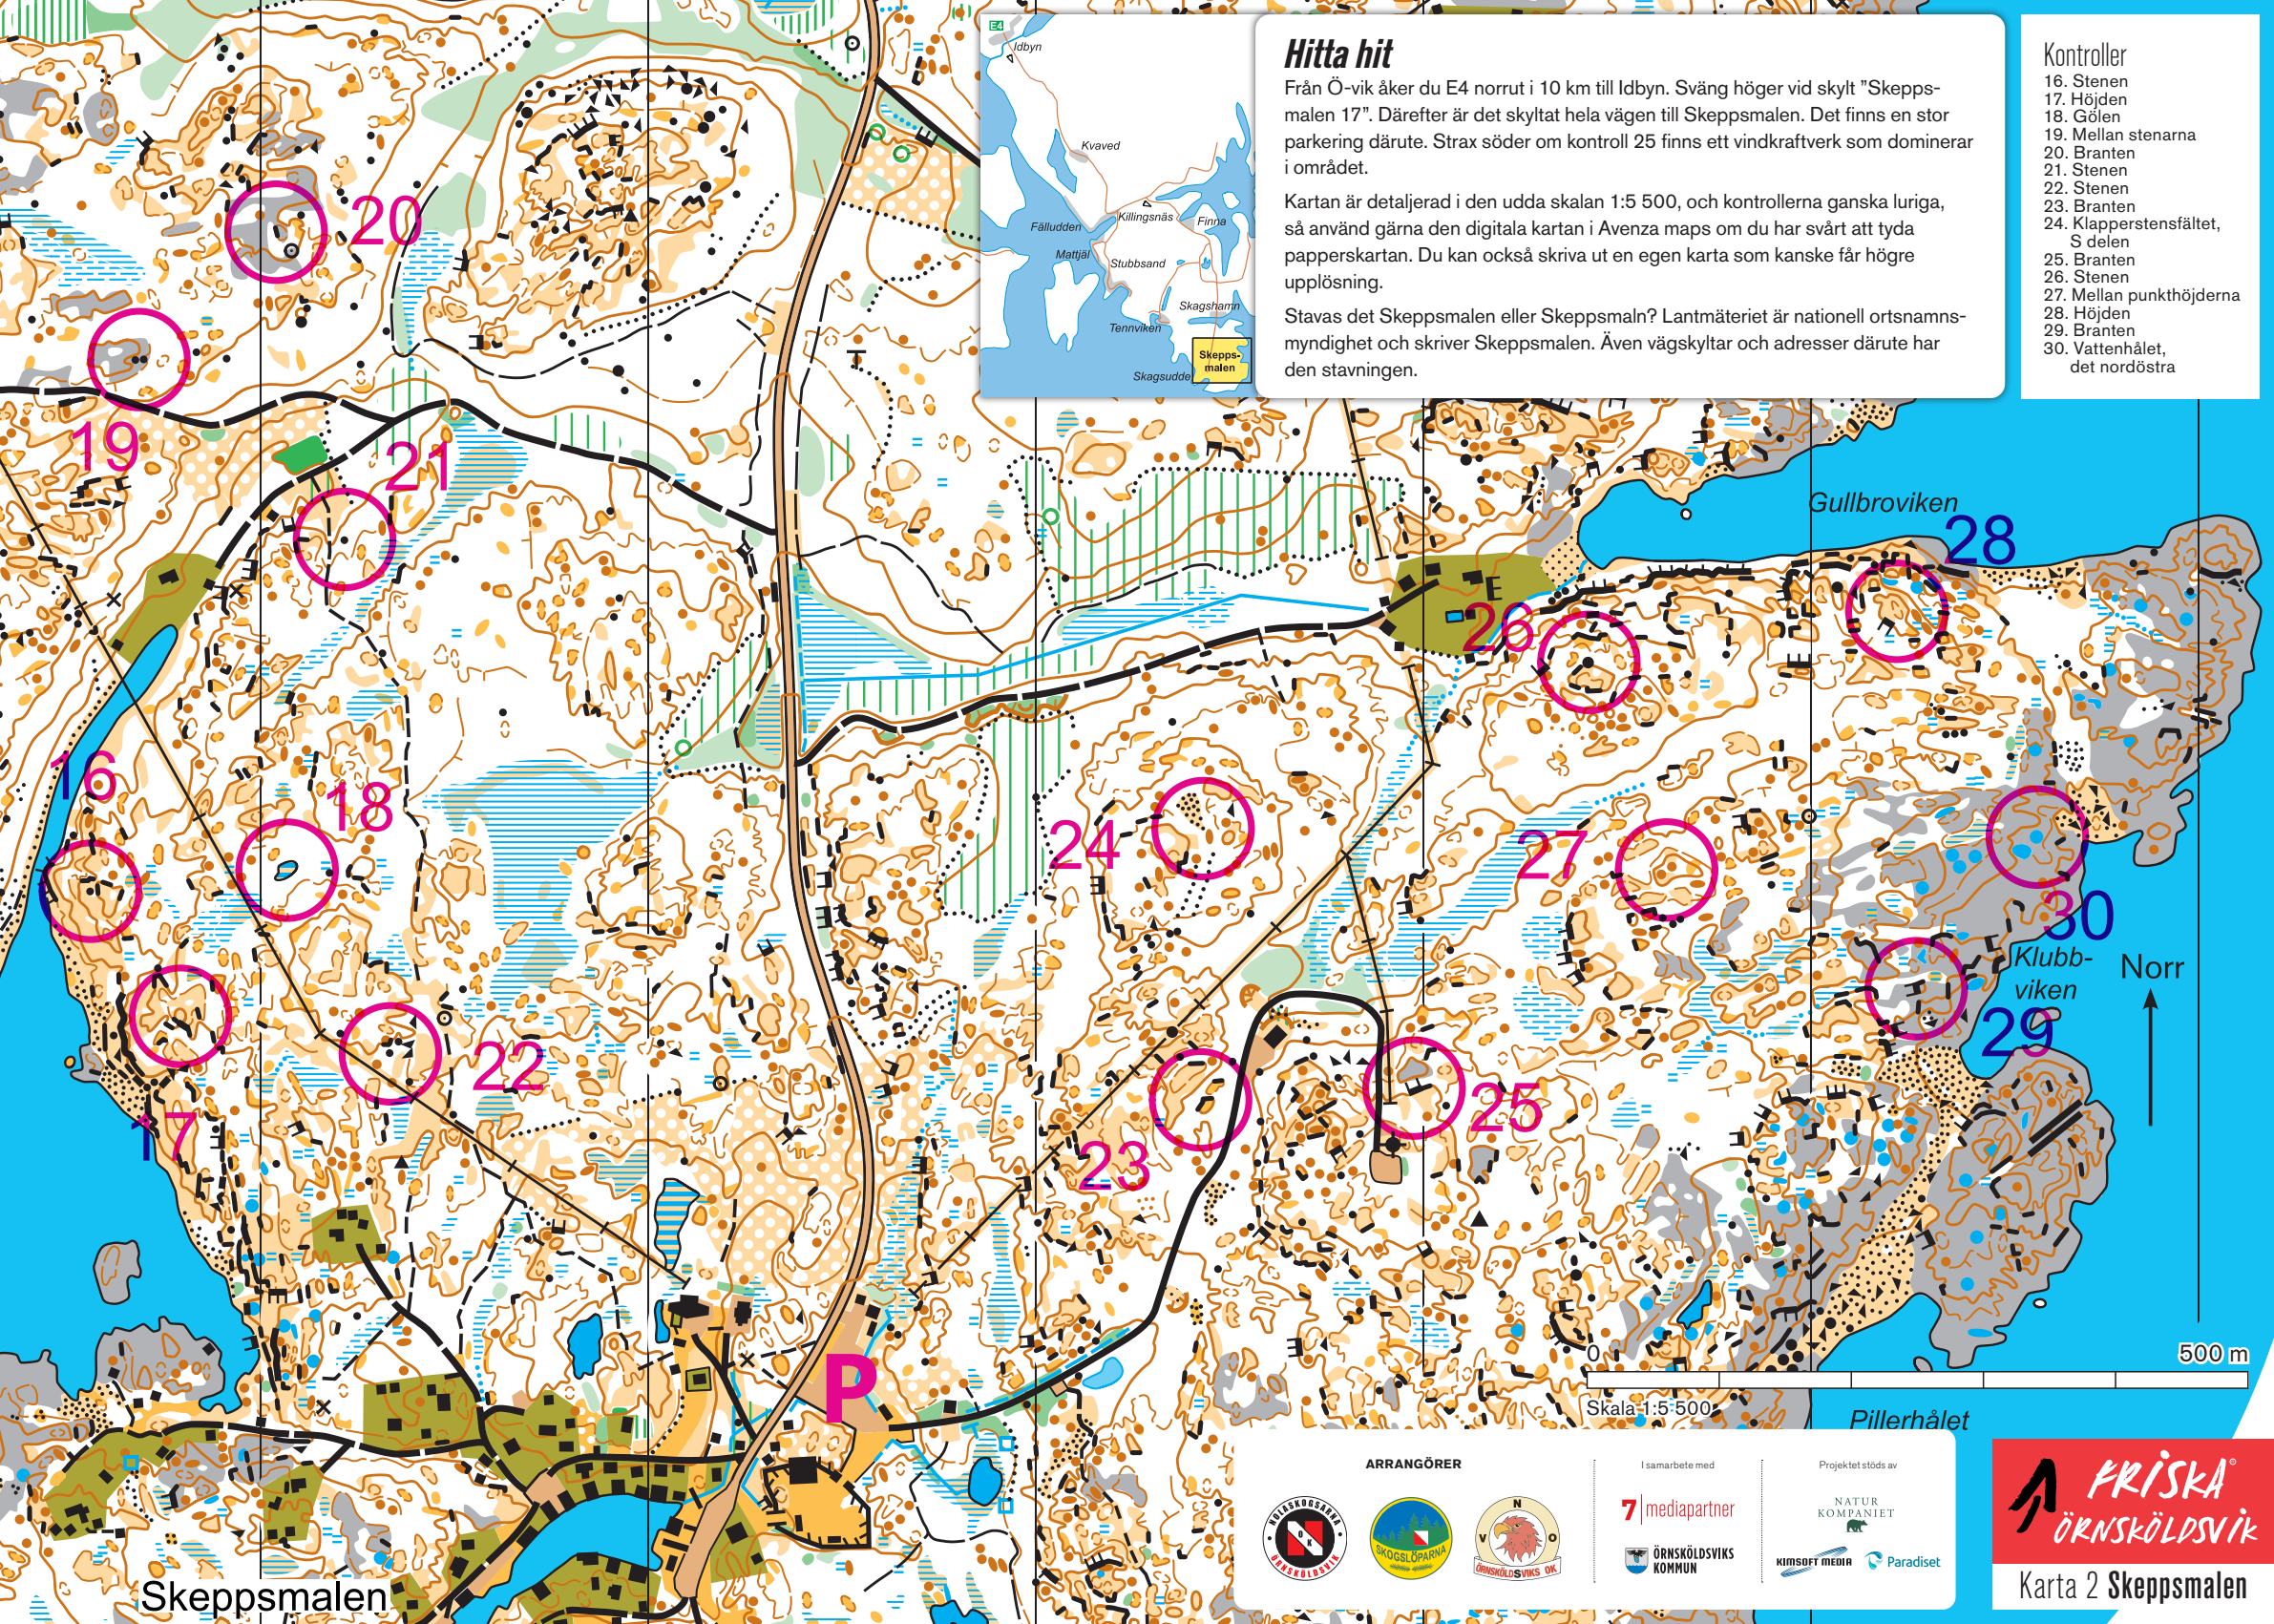 Hitta hit
Från Ö-vik åker du E4 norrut i 10 km till Idbyn. Sväng höger vid skylt ”Skepps-
malen 17”. Därefter är det skyltat hela vägen till Skeppsmalen. Det finns en stor
parkering därute. Strax söder om kontroll 25 finns ett vindkraftverk som dominerar
i området.
Kartan är detaljerad i den udda skalan 1:5 500, och kontrollerna ganska luriga,
så använd gärna den digitala kartan i Avenza maps om du har svårt att tyda
papperskartan. Du kan också skriva ut en egen karta som kanske får högre
upplösning.
Stavas det Skeppsmalen eller Skeppsmaln? Lantmäteriet är nationell ortsnamns-
myndighet och skriver Skeppsmalen. Även vägskyltar och adresser därute har
den stavningen.
Kontroller
16. Stenen
17. Höjden
18. Gölen
19. Mellan stenarna
20. Branten
21. Stenen
22. Stenen
23. Branten
24. Klapperstensfältet,
S delen
25. Branten
26. Stenen
27. Mellan punkthöjderna
28. Höjden
29. Branten
30. Vattenhålet,
det nordöstra
E4
Idbyn
Kvaved
Killingsnäs
Finna
Fälludden
Mattjäl
Stubbsand
Skagshamn
Tennviken
Skepps-
malen
Skagsudde
20
19
21
Gullbroviken
28
26
16
18
24
27
30
Klubb-
viken
Norr
29
22
17
25
23
P
0
500 m
Skala 1:5 500
Pillerhålet
Skeppsmalen
ARRANGÖRER
I samarbete med
Projektet stöds av
NOLASKOGSARNA
OK
ÖRNSKÖLDSVIK
SKOGSLÖPARNA
N
V
O
S
ÖRNSKÖLDSVIKS OK
7 mediapartner
ÖRNSKÖLDSVIKS
KOMMUN
NATUR
KOMPANIET
KIMSOFT MEDIA
Paradiset
FRISKA
ÖRNSKÖLDSVIK
Karta 2 Skeppsmalen